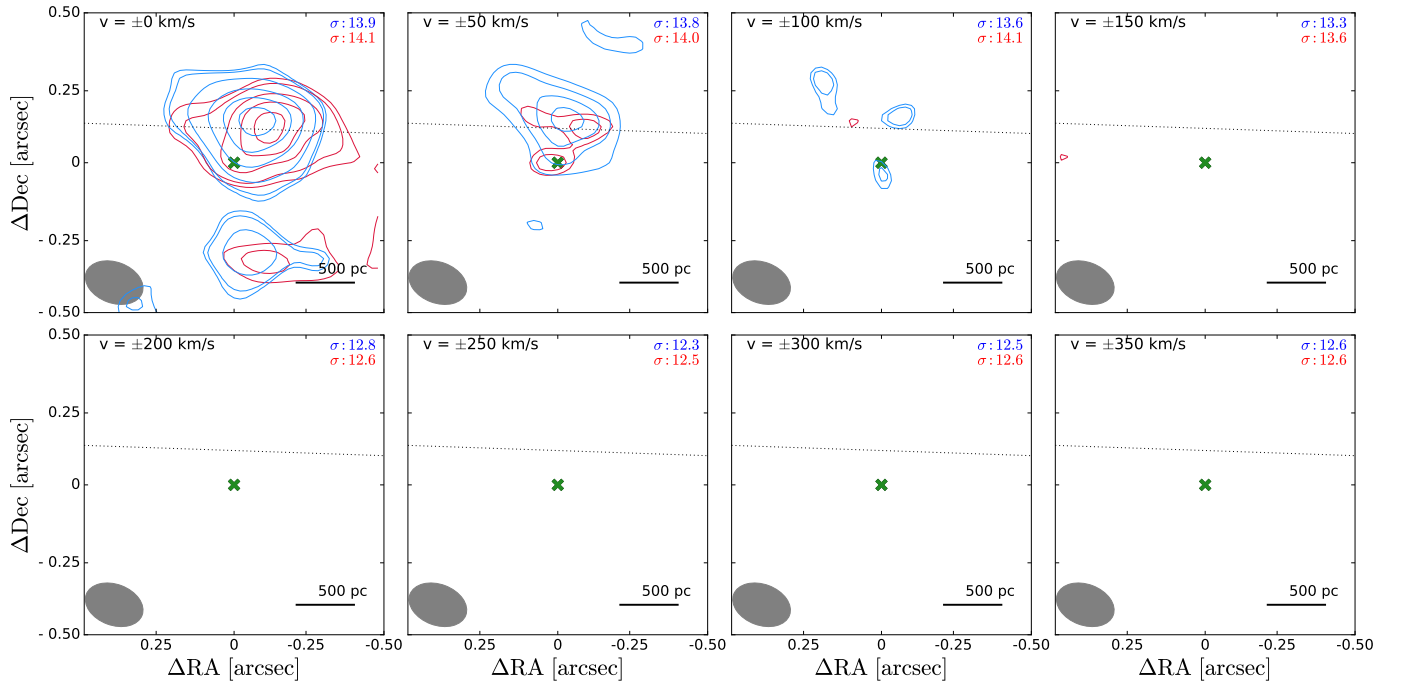 0.50
v = ±0 km/s
σ : 13.9
σ : 14.1
v = ±50 km/s
σ : 13.8
σ : 14.0
v = ±100 km/s
σ : 13.6
σ : 14.1
v = ±150 km/s
σ : 13.3
σ : 13.6
0.25
0
- 0.25
- 0.50
ΔDec [arcsec]
500 pc
500 pc
500 pc
500 pc
0.50
v = ±200 km/s
σ : 12.8
σ : 12.6
v = ±250 km/s
σ : 12.3
σ : 12.5
v = ±300 km/s
σ : 12.5
σ : 12.6
v = ±350 km/s
σ : 12.6
σ : 12.6
0.25
0
- 0.25
- 0.50
ΔDec [arcsec]
500 pc
500 pc
500 pc
500 pc
0.25 0 -0.25 -0.50
0.25 0 -0.25 -0.50
0.25 0 -0.25 -0.50
0.25 0 -0.25 -0.50
ΔRA [arcsec]
ΔRA [arcsec]
ΔRA [arcsec]
ΔRA [arcsec]